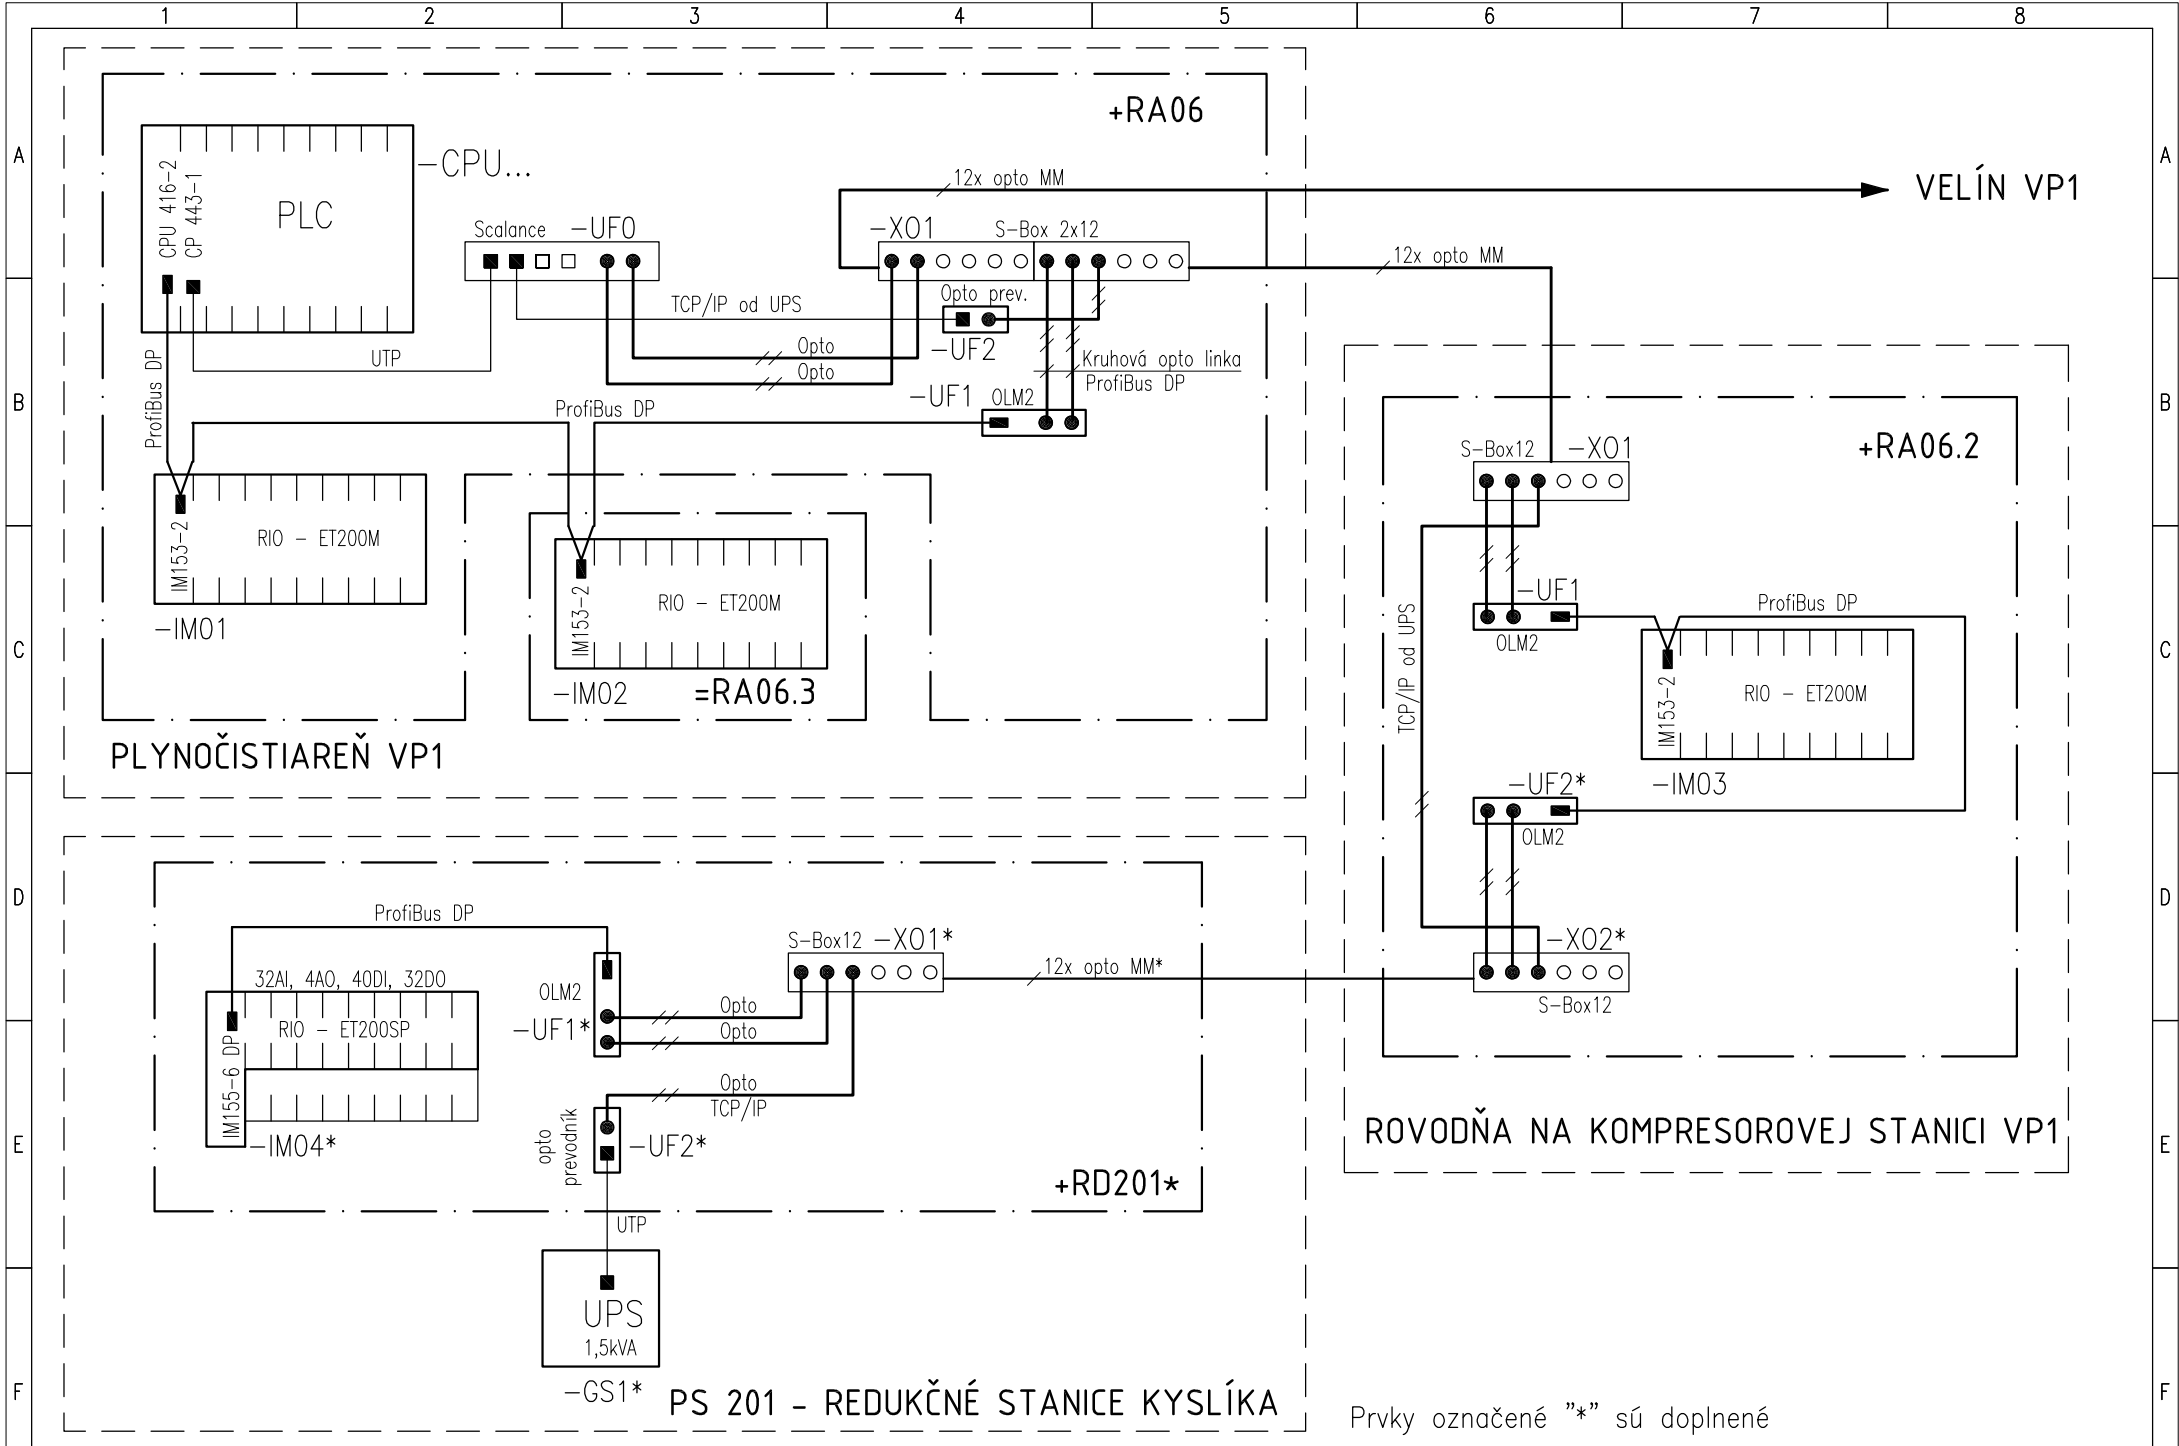 1 2 3 4 5 6 7 8
A
B
C
D
E
F
A
B
C
D
E
F
+RA06
CPU 416-2
CP 443-1
PLC
-CPU...
Scalance
-UF0
-XO1
S-Box 2x12
12x opto MM
VELÍN VP1
12x opto MM
TCP/IP od UPS
Opto prev.
-UF2
UTP
Opto
Opto
Kruhová opto linka
ProfiBus DP
-UF1
OLM2
ProfiBus DP
ProfiBus DP
IM153-2
RIO - ET200M
-IM01
IM153-2
RIO - ET200M
-IM02
=RA06.3
PLYNOČISTIAREŇ VP1
+RA06.2
S-Box12
-XO1
-UF1
OLM2
ProfiBus DP
TCP/IP od UPS
IM153-2
RIO - ET200M
-IM03
-UF2*
OLM2
-XO2*
S-Box12
ROVODŇA NA KOMPRESOROVEJ STANICI VP1
ProfiBus DP
32AI, 4AO, 40DI, 32DO
RIO - ET200SP
IM155-6 DP
-IM04*
OLM2
-UF1*
S-Box12
-XO1*
12x opto MM*
Opto
Opto
Opto
TCP/IP
opto
prevodník
-UF2*
+RD201*
UTP
UPS
1,5kVA
-GS1*
PS 201 - REDUKČNÉ STANICE KYSLÍKA
Prvky označené "*" sú doplnené